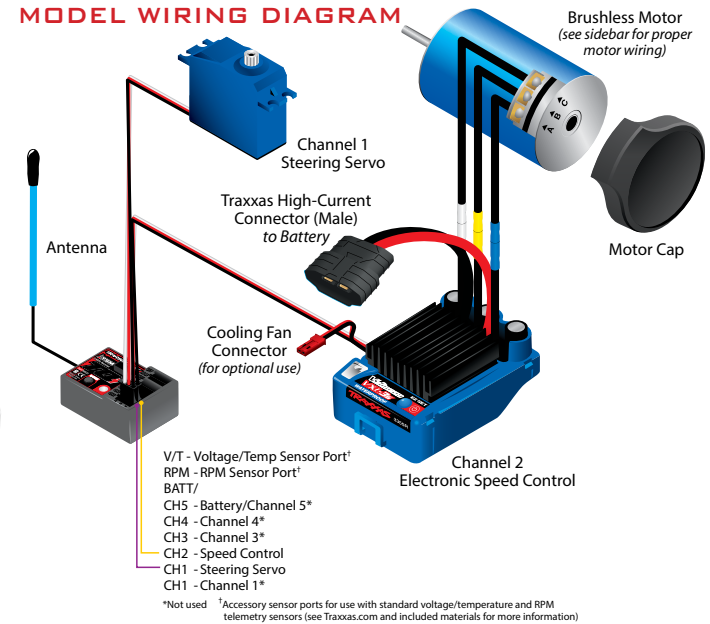 MODEL WIRING DIAGRAM
Brushless Motor
(see sidebar for proper
motor wiring)
A
B
C
Channel 1
Steering Servo
Traxxas High-Current
Connector (Male)
to Battery
Antenna
Motor Cap
Cooling Fan
Connector
(for optional use)
TRAXXAS
Channel 2
Electronic Speed Control
V/T - Voltage/Temp Sensor Port†
RPM - RPM Sensor Port†
BATT/
CH5 - Battery/Channel 5*
CH4 - Channel 4*
CH3 - Channel 3*
CH2 - Speed Control
CH1 - Steering Servo
CH1 - Channel 1*
*Not used †Accessory sensor ports for use with standard voltage/temperature and RPM
telemetry sensors (see Traxxas.com and included materials for more information)